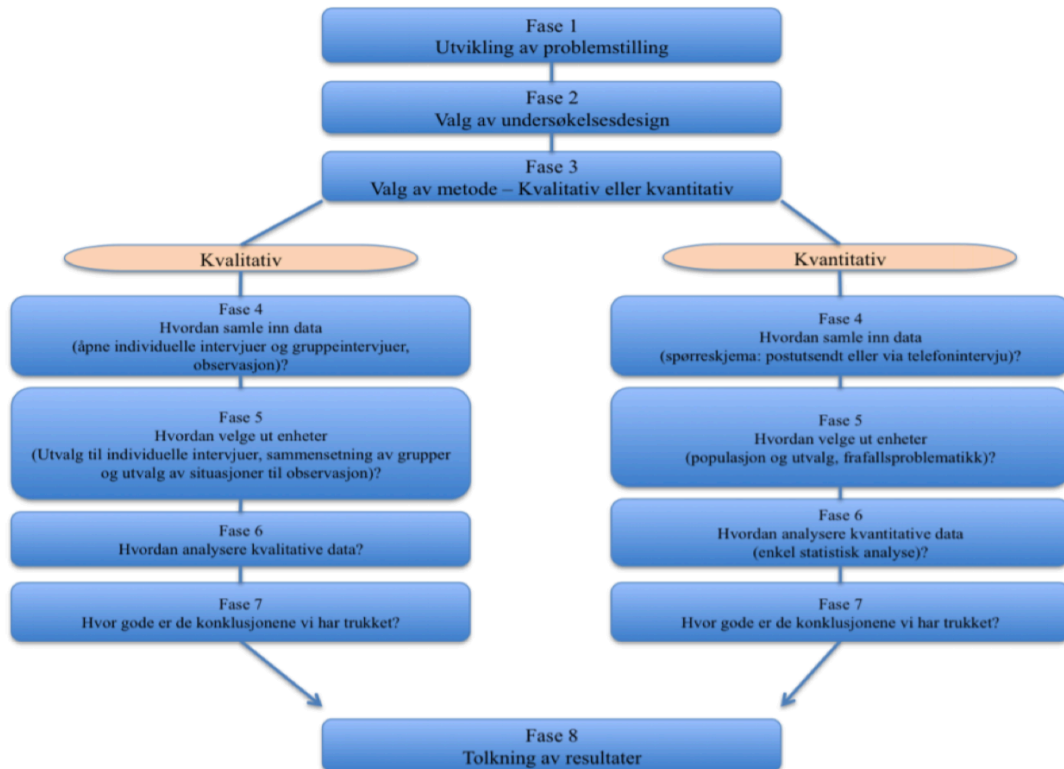 Fase 1
Utvikling av problemstilling
Fase 2
Valg av undersøkelsesdesign
Fase 3
Valg av metode – Kvalitativ eller kvantitativ
Kvalitativ
Fase 4
Hvordan samle inn data
(åpne individuelle intervjuer og gruppeintervjuer,
observasjon)?
Fase 5
Hvordan velge ut enheter
(Utvalg til individuelle intervjuer, sammensetning av grupper
og utvalg av situasjoner til observasjon)?
Fase 6
Hvordan analysere kvalitative data?
Fase 7
Hvor gode er de konklusjonene vi har trukket?
Kvantitativ
Fase 4
Hvordan samle inn data
(spørreskjema: postutsendt eller via telefonintervju)?
Fase 5
Hvordan velge ut enheter
(populasjon og utvalg, frafallsproblematikk)?
Fase 6
Hvordan analysere kvantitative data
(enkel statistisk analyse)?
Fase 7
Hvor gode er de konklusjonene vi har trukket?
Fase 8
Tolkning av resultater